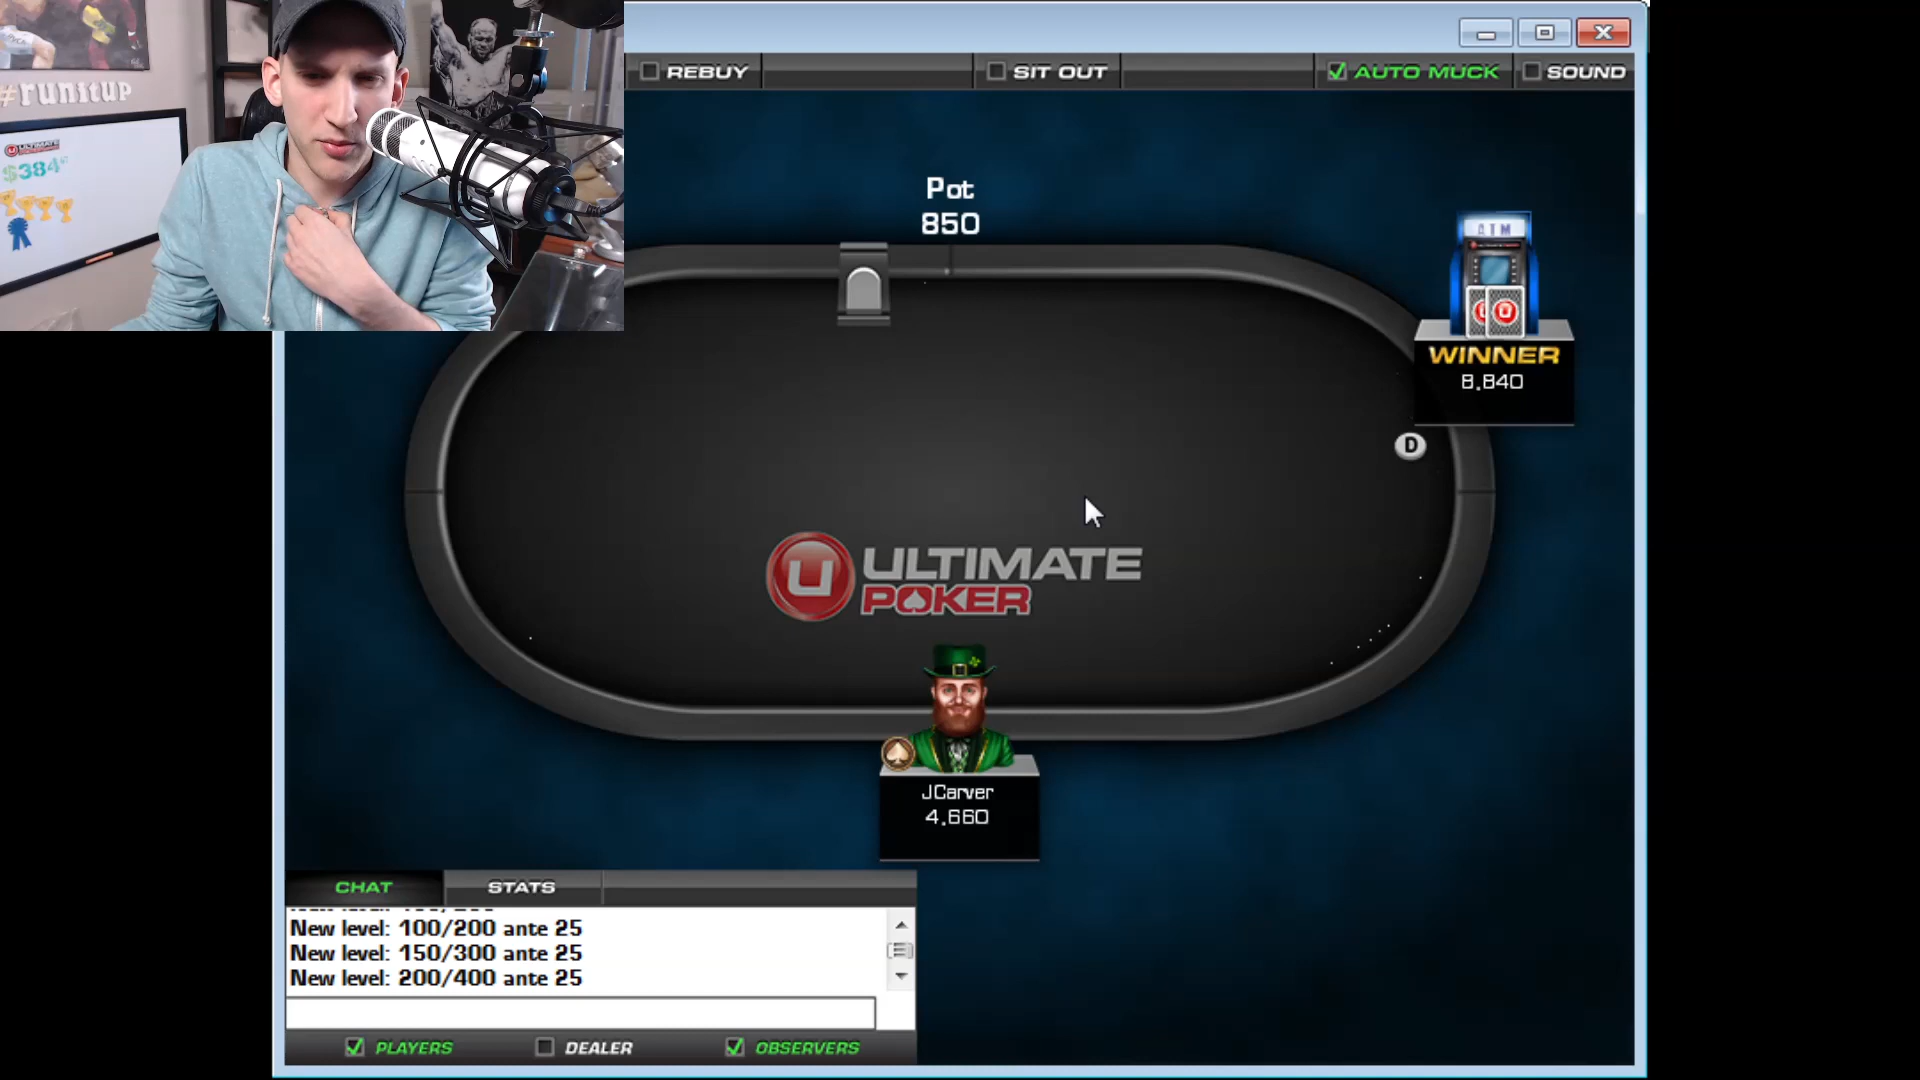 #runitup
ULTIMATE
$384
REBUY
SIT OUT
AUTO MUCK
SOUND
Pot
850
ATM
WINNER
8,840
D
U ULTIMATE
POKER
JCarver
4,660
CHAT
STATS
New level: 100/200 ante 25
New level: 150/300 ante 25
New level: 200/400 ante 25
PLAYERS
DEALER
OBSERVERS